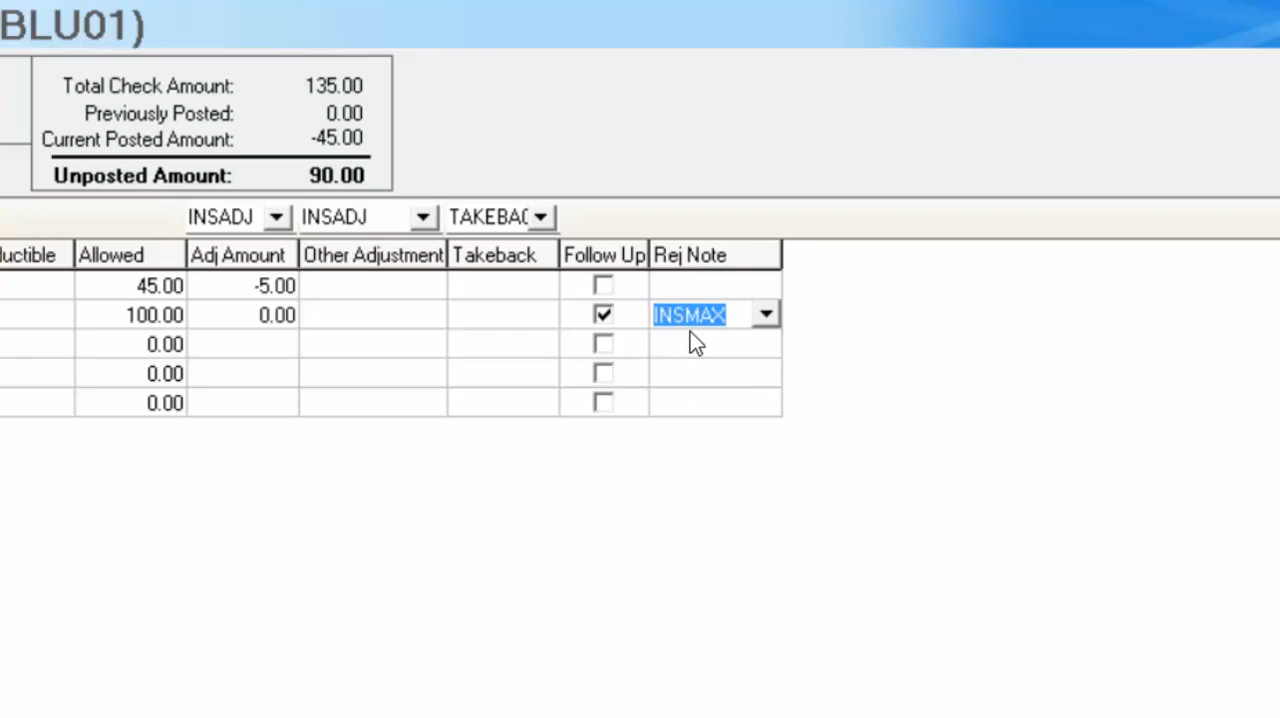 BLU01)
Total Check Amount: 135.00
Previously Posted: 0.00
Current Posted Amount: -45.00
Unposted Amount: 90.00
INSADJ INSADJ TAKEBAC
uctible Allowed Adj Amount Other Adjustment Takeback Follow Up Rej Note
45.00 -5.00
100.00 0.00 INSMAX
0.00
0.00
0.00